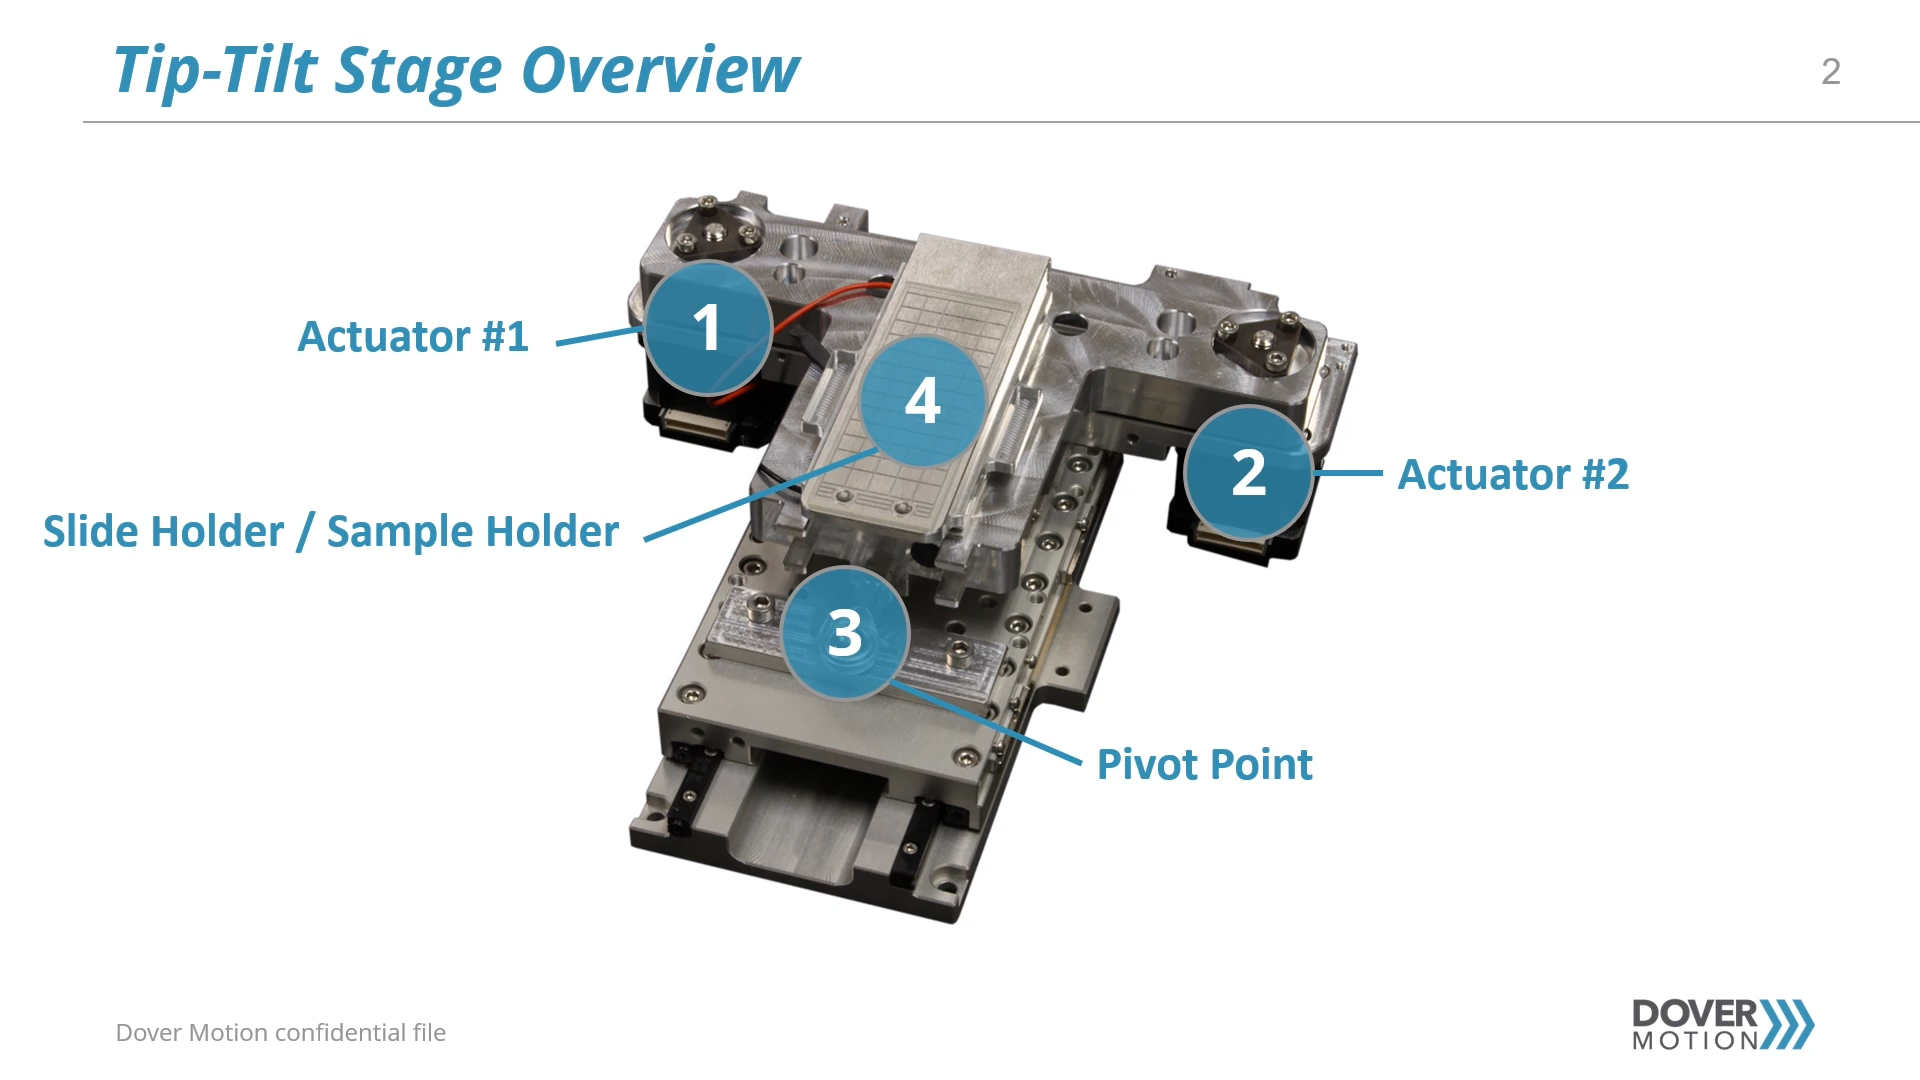 Tip-Tilt Stage Overview
2
1
Actuator #1
4
2
Actuator #2
Slide Holder / Sample Holder
3
Pivot Point
Dover Motion confidential file
DOVER
MOTION